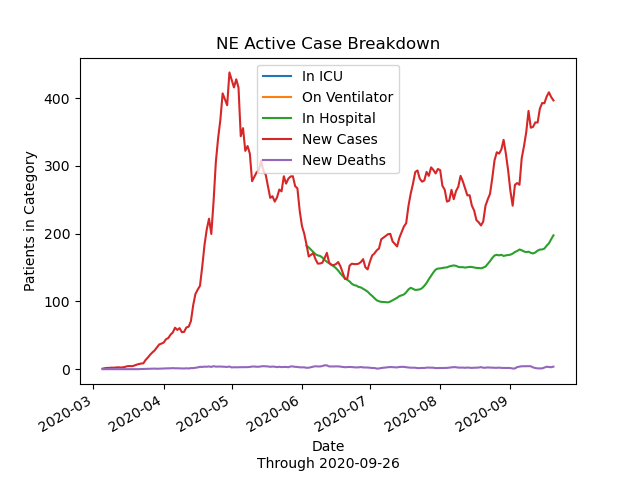 NE Active Case Breakdown
In ICU
On Ventilator
In Hospital
New Cases
New Deaths
Patients in Category
400
300
200
100
0
2020-03
2020-04
2020-05
2020-06
2020-07
2020-08
2020-09
Date
Through 2020-09-26